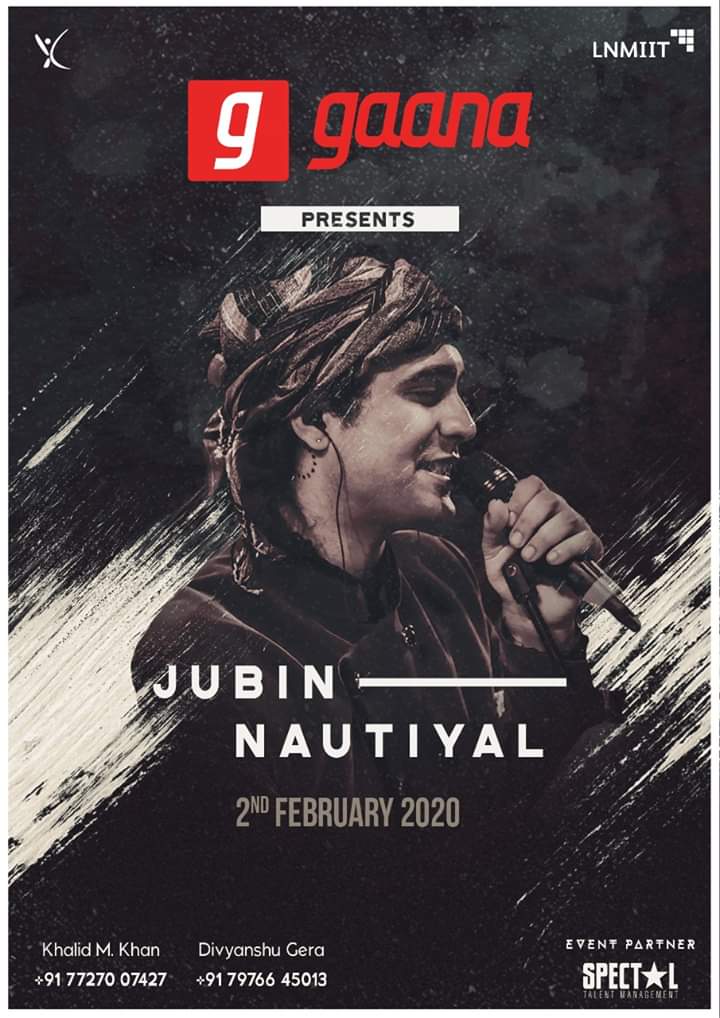 LNMIIT
g gaana
PRESENTS
JUBIN
NAUTIYAL
2ND FEBRUARY 2020
Khalid M. Khan
+91 77270 07427
Divyanshu Gera
+91 79766 45013
EVENT PARTNER
SPECT★L
TALENT MANAGEMENT